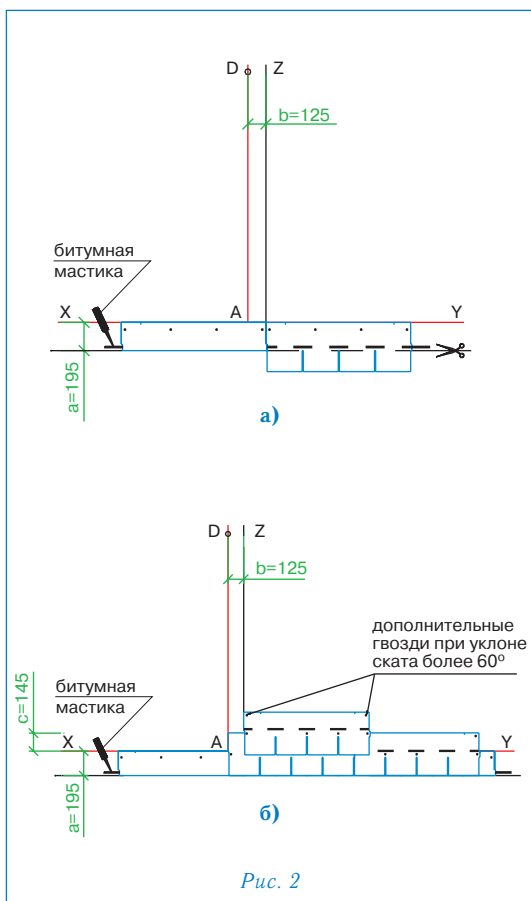 D Z
b=125
битумная
мастика
X A Y
a=195
а)
D Z
b=125
дополнительные
гвозди при уклоне
ската более 60º
битумная
мастика
c=145
X A Y
a=195
б)
Рис. 2